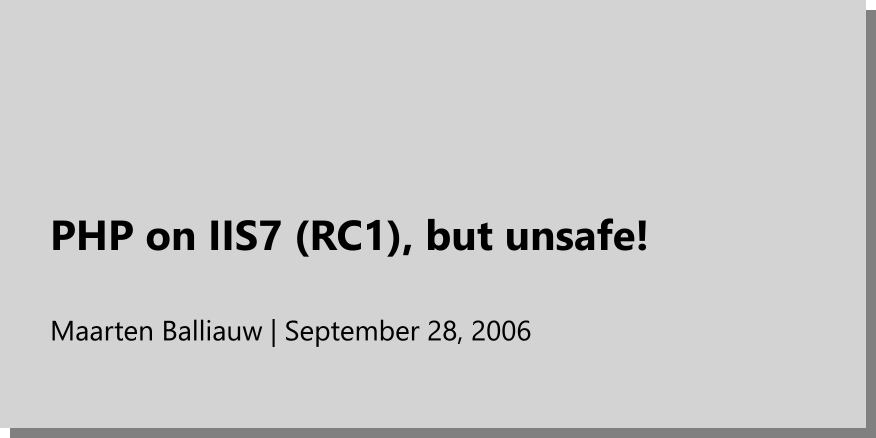 PHP on IIS7 (RC1), but unsafe!
Maarten Balliauw | September 28, 2006